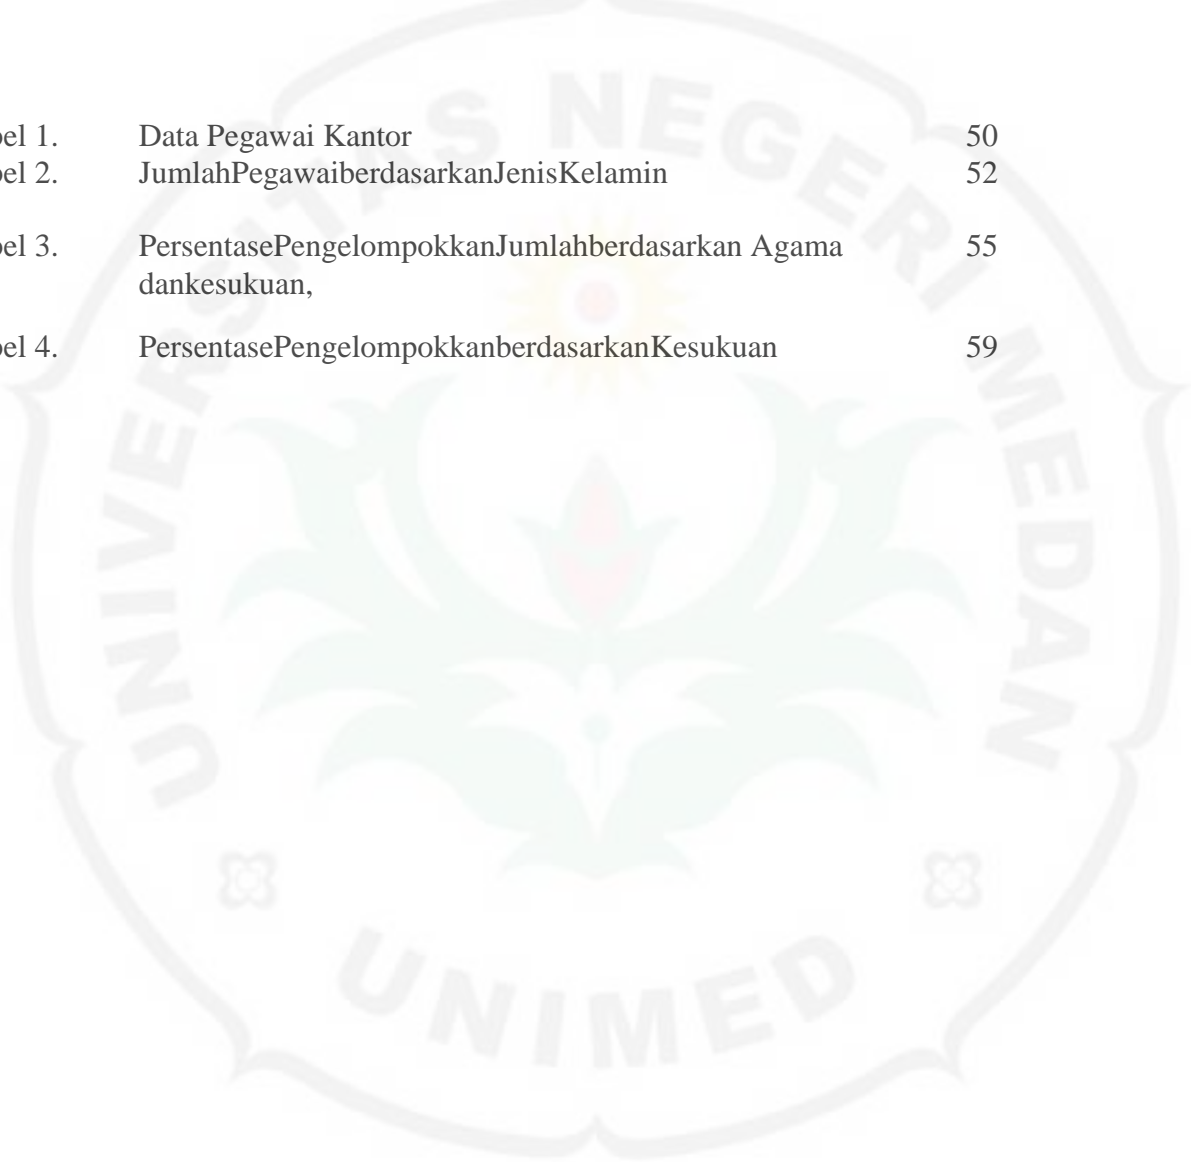 bel 1. Data Pegawai Kantor 50
bel 2. JumlahPegawaiberdasarkanJenisKelamin 52
bel 3. PersentasePengelompokkanJumlahberdasarkan Agama 55
dankesukuan,
bel 4. PersentasePengelompokkanberdasarkanKesukuan 59
UNIVERSITAS NEGERI MEDAN
UNIMED